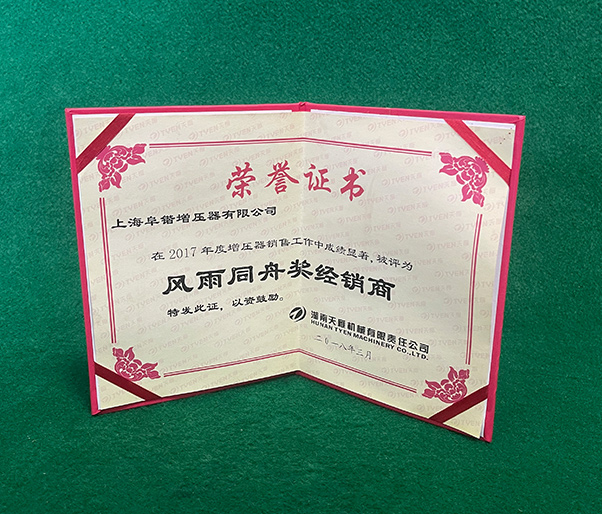 荣誉证书
上海阜锴增压器有限公司
在2017年度增压器销售工作中成绩显著，被评为
风雨同舟奖经销商
特发此证，以资鼓励。
湖南天雁机械有限责任公司
HUNAN TYEN MACHINERY CO.,LTD.
二〇一八年三月